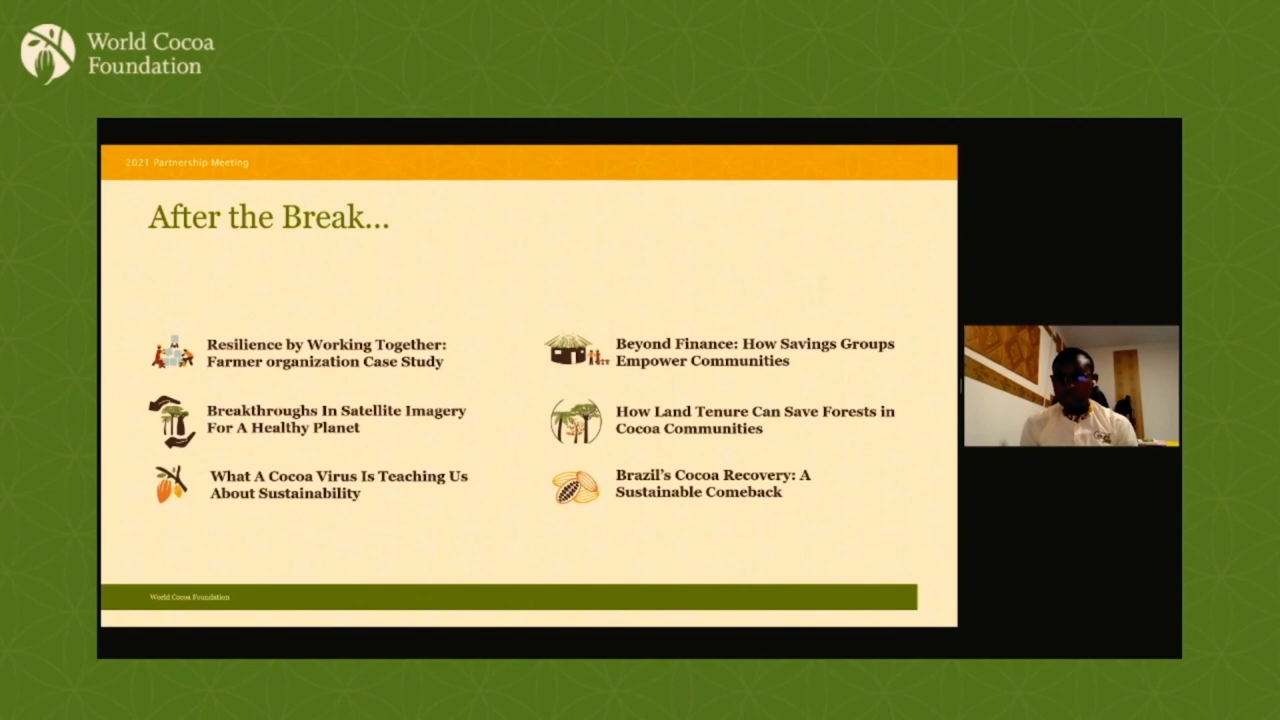 World Cocoa
Foundation
2021 Partnership Meeting
After the Break...
Resilience by Working Together:
Farmer organization Case Study
Breakthroughs In Satellite Imagery
For A Healthy Planet
What A Cocoa Virus Is Teaching Us
About Sustainability
Beyond Finance: How Savings Groups
Empower Communities
How Land Tenure Can Save Forests in
Cocoa Communities
Brazil's Cocoa Recovery: A
Sustainable Comeback
World Cocoa Foundation